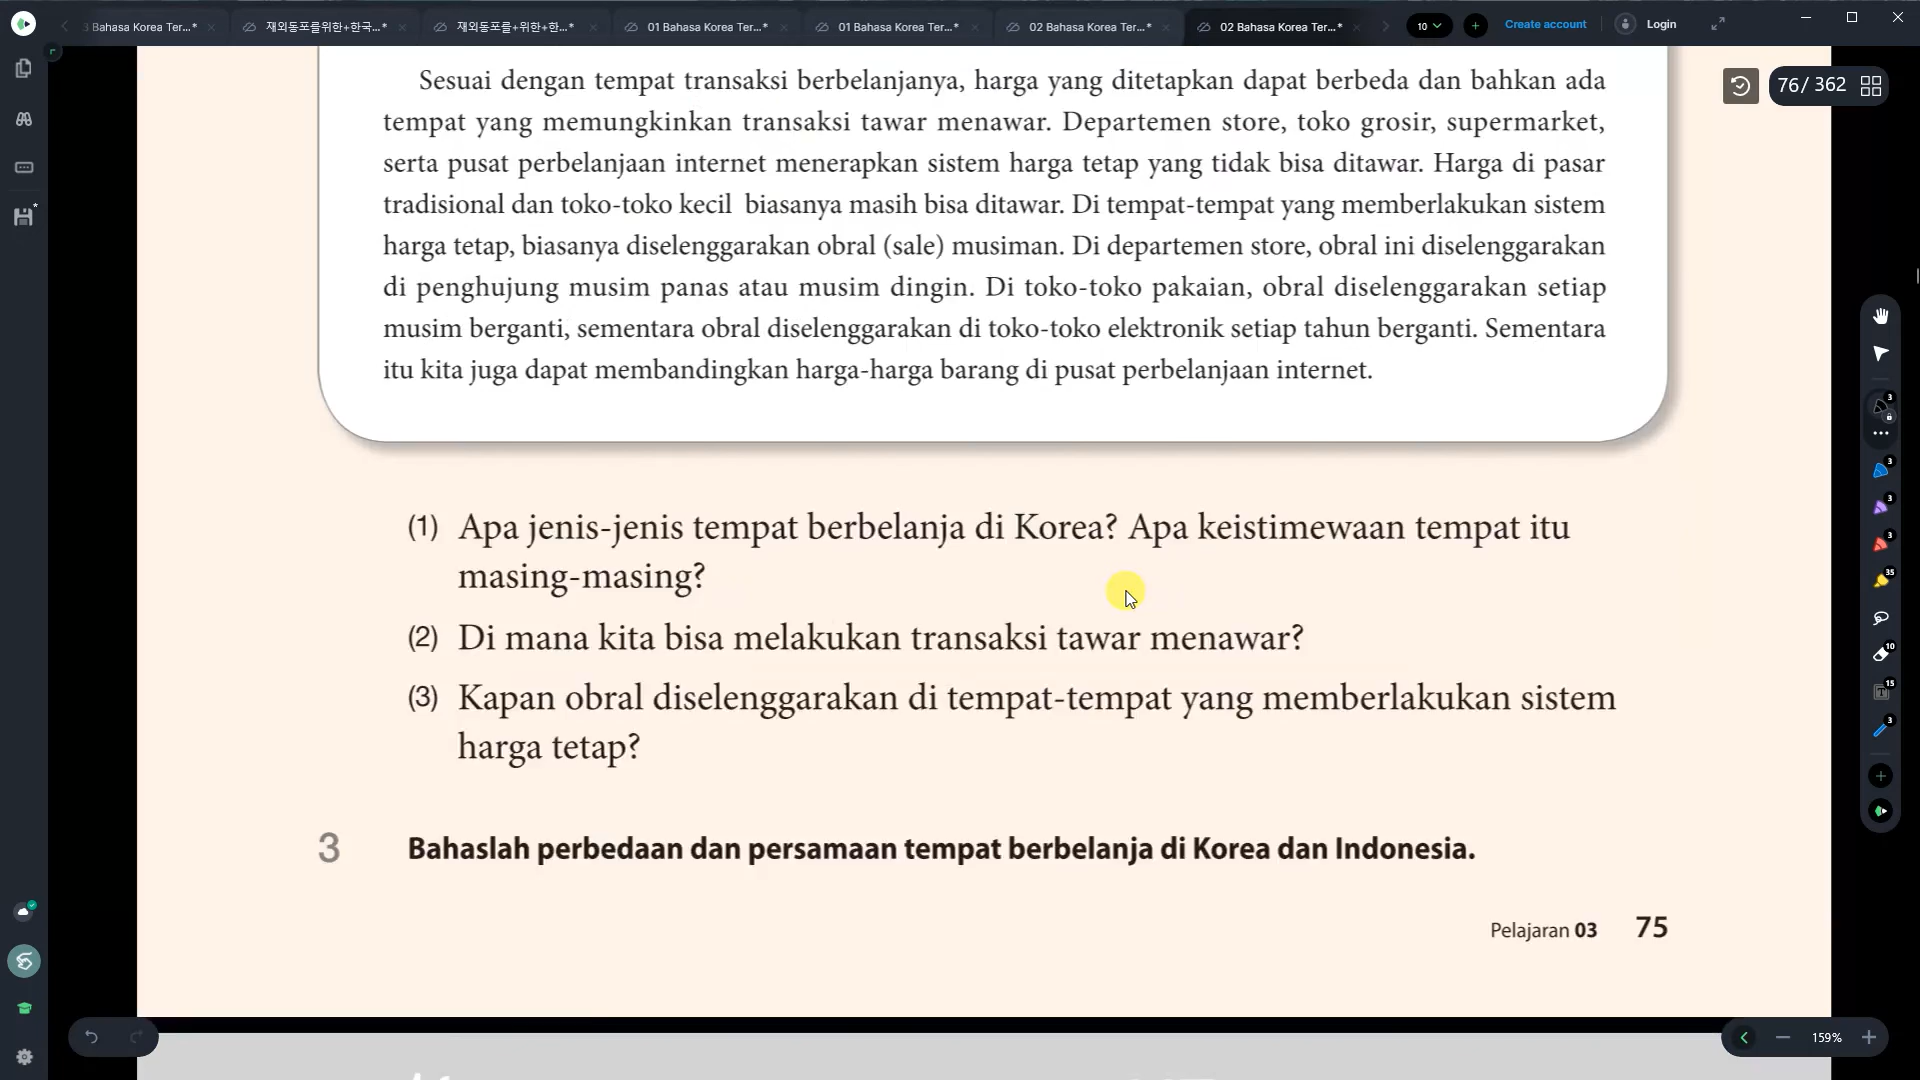 3 Bahasa Korea Ter...*
재외동포를위한+한국...*
재외동포를+위한+한...*
01 Bahasa Korea Ter...*
01 Bahasa Korea Ter...*
02 Bahasa Korea Ter...*
02 Bahasa Korea Ter...*
10
Create account
Login
76/ 362
Sesuai dengan tempat transaksi berbelanjanya, harga yang ditetapkan dapat berbeda dan bahkan ada
tempat yang memungkinkan transaksi tawar menawar. Departemen store, toko grosir, supermarket,
serta pusat perbelanjaan internet menerapkan sistem harga tetap yang tidak bisa ditawar. Harga di pasar
tradisional dan toko-toko kecil biasanya masih bisa ditawar. Di tempat-tempat yang memberlakukan sistem
harga tetap, biasanya diselenggarakan obral (sale) musiman. Di departemen store, obral ini diselenggarakan
di penghujung musim panas atau musim dingin. Di toko-toko pakaian, obral diselenggarakan setiap
musim berganti, sementara obral diselenggarakan di toko-toko elektronik setiap tahun berganti. Sementara
itu kita juga dapat membandingkan harga-harga barang di pusat perbelanjaan internet.
(1) Apa jenis-jenis tempat berbelanja di Korea? Apa keistimewaan tempat itu
masing-masing?
(2) Di mana kita bisa melakukan transaksi tawar menawar?
(3) Kapan obral diselenggarakan di tempat-tempat yang memberlakukan sistem
harga tetap?
3 Bahaslah perbedaan dan persamaan tempat berbelanja di Korea dan Indonesia.
Pelajaran 03 75
3
3
3
3
35
10
15
3
159%